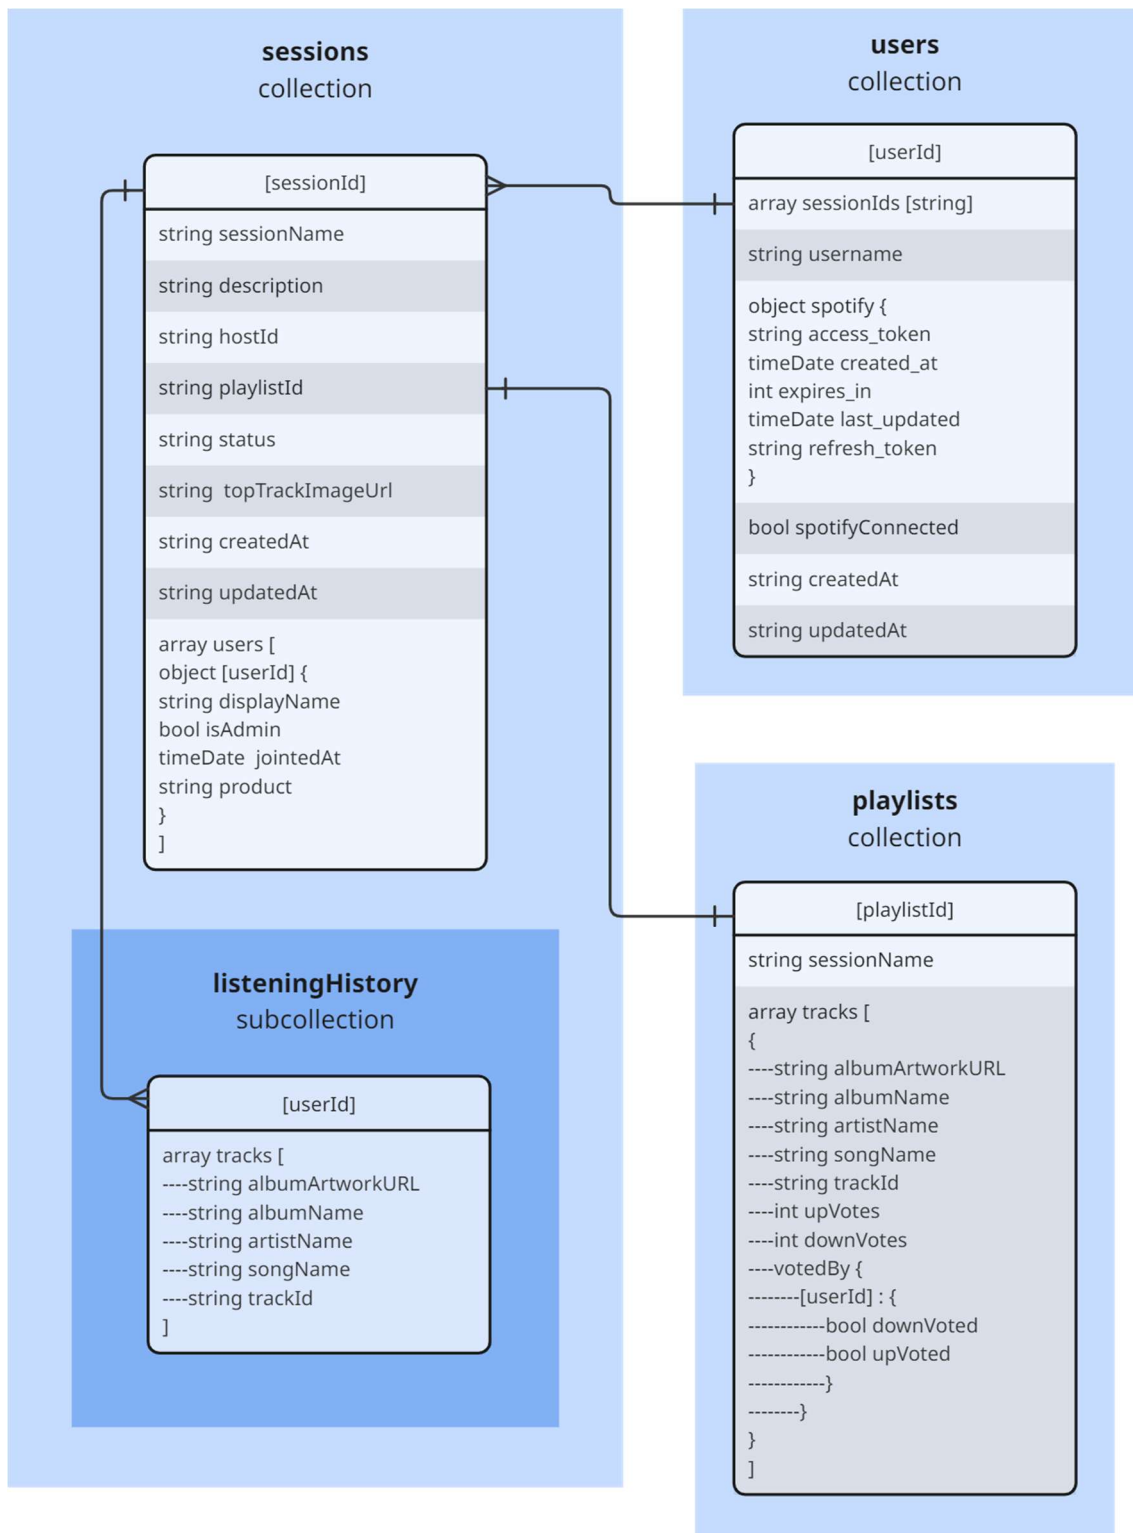 sessions
collection
[sessionId]
string sessionName
string description
string hostId
string playlistId
string status
string  topTrackImageUrl
string createdAt
string updatedAt
array users [
object [userId] {
string displayName
bool isAdmin
timeDate  jointedAt
string product
}
]
listeningHistory
subcollection
[userId]
array tracks [
----string albumArtworkURL
----string albumName
----string artistName
----string songName
----string trackId
]
users
collection
[userId]
array sessionIds [string]
string username
object spotify {
string access_token
timeDate created_at
int expires_in
timeDate last_updated
string refresh_token
}
bool spotifyConnected
string createdAt
string updatedAt
playlists
collection
[playlistId]
string sessionName
array tracks [
{
----string albumArtworkURL
----string albumName
----string artistName
----string songName
----string trackId
----int upVotes
----int downVotes
----votedBy {
--------[userId] : {
------------bool downVoted
------------bool upVoted
------------}
--------}
}
]